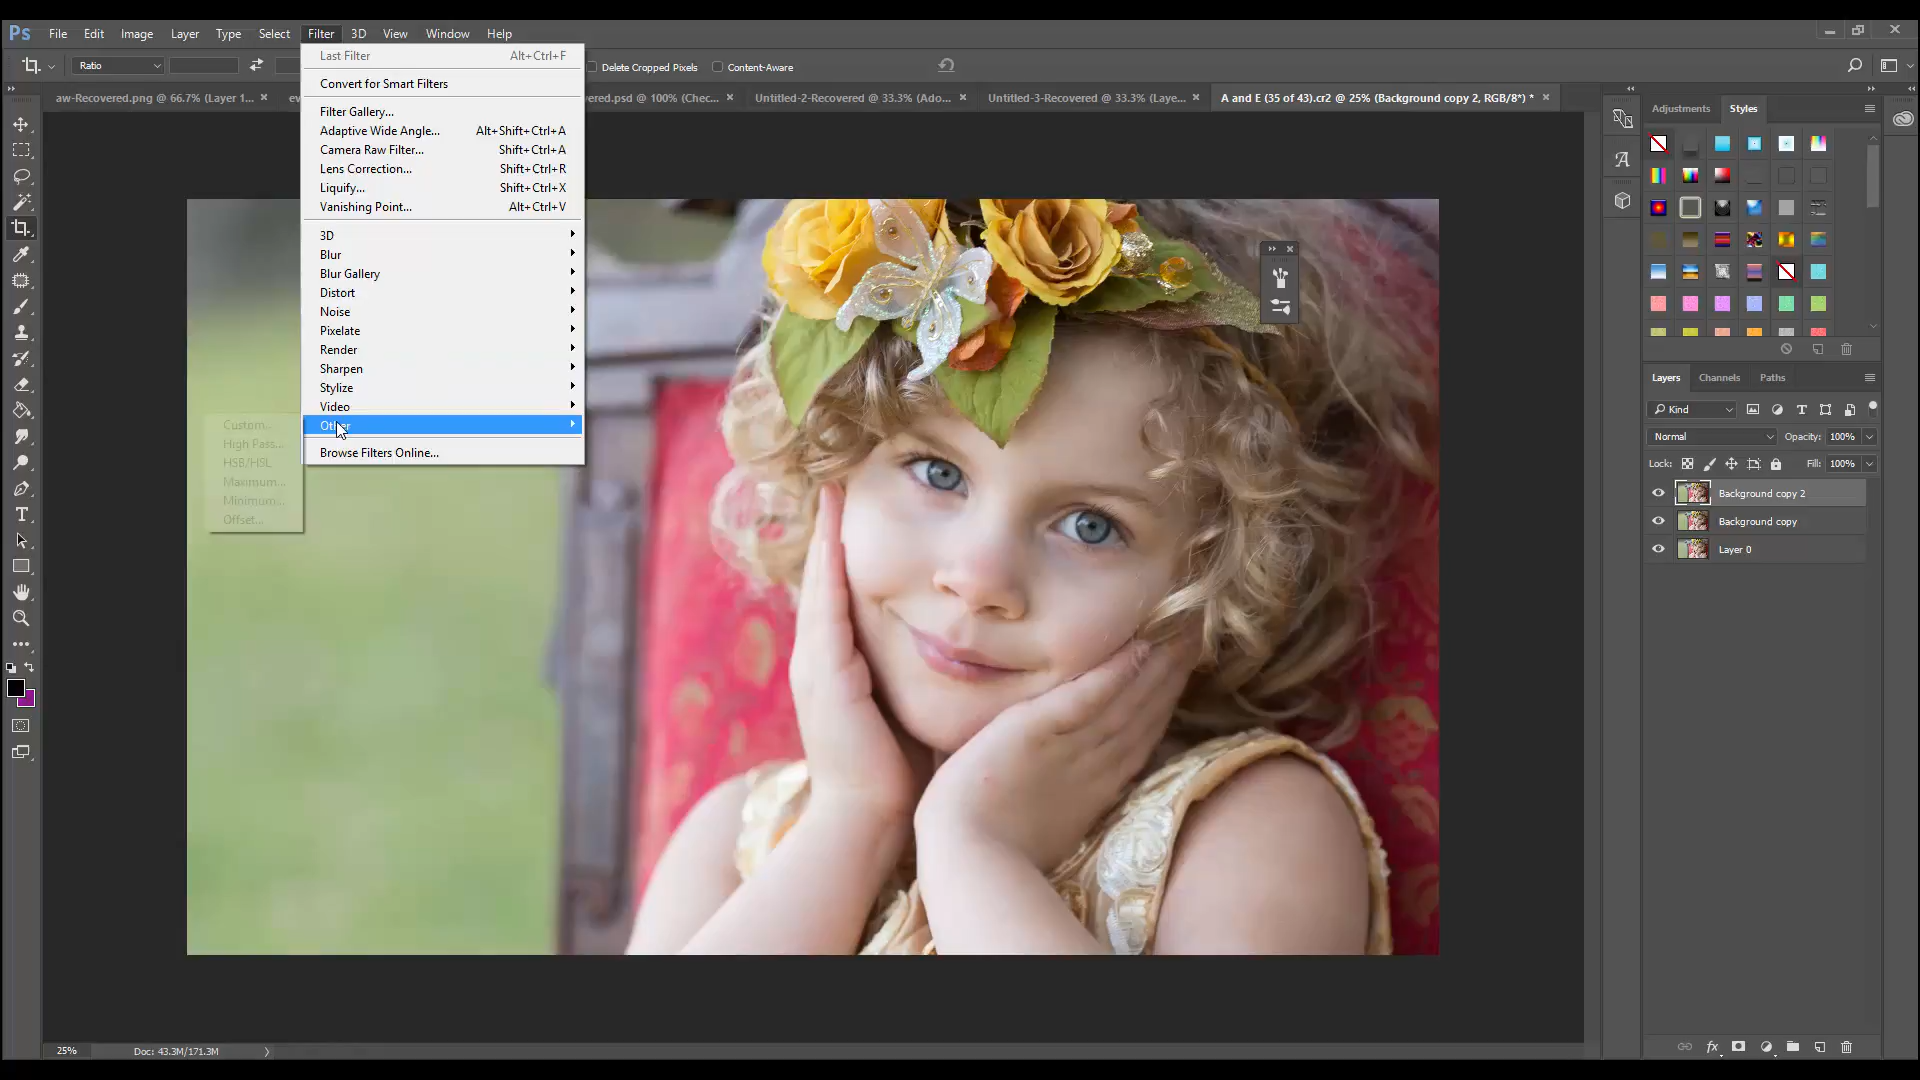 Ps File Edit Image Layer Type Select Filter 3D View Window Help
Ratio
Delete Cropped Pixels Content-Aware
aw-Recovered.png @ 66.7% (Layer 1... × ev
vered.psd @ 100% (Chec... × Untitled-2-Recovered @ 33.3% (Ado... × Untitled-3-Recovered @ 33.3% (Laye... × A and E (35 of 43).cr2 @ 25% (Background copy 2, RGB/8*) * ×
Last Filter Alt+Ctrl+F
Convert for Smart Filters
Filter Gallery...
Adaptive Wide Angle... Alt+Shift+Ctrl+A
Camera Raw Filter... Shift+Ctrl+A
Lens Correction... Shift+Ctrl+R
Liquify... Shift+Ctrl+X
Vanishing Point... Alt+Ctrl+V
3D
Blur
Blur Gallery
Distort
Noise
Pixelate
Render
Sharpen
Stylize
Video
Other
Browse Filters Online...
Custom...
High Pass...
HSB/HSL
Maximum...
Minimum...
Offset...
Adjustments Styles
Layers Channels Paths
Kind
Normal Opacity: 100%
Lock: Fill: 100%
Background copy 2
Background copy
Layer 0
fx
25% Doc: 43.3M/171.3M